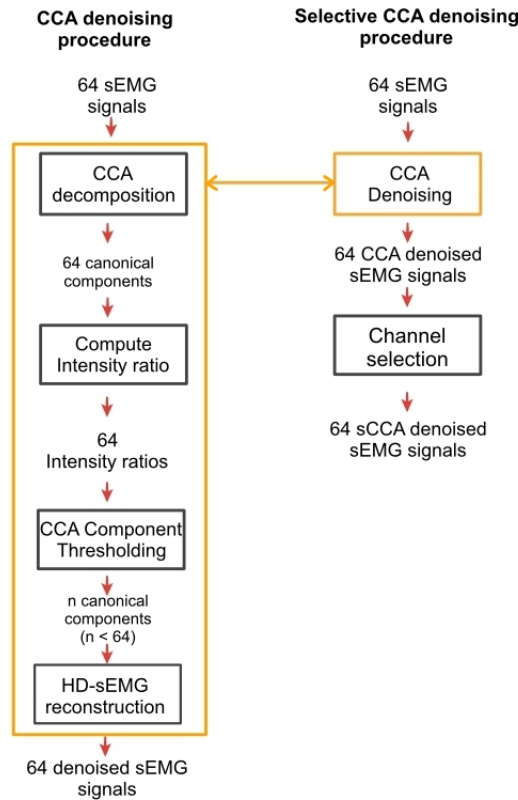 CCA denoising
procedure
64 sEMG
signals
CCA
decomposition
64 canonical
components
Compute
Intensity ratio
64
Intensity ratios
CCA Component
Thresholding
n canonical
components
(n < 64)
HD-sEMG
reconstruction
64 denoised sEMG
signals
Selective CCA denoising
procedure
64 sEMG
signals
CCA
Denoising
64 CCA denoised
sEMG signals
Channel
selection
64 sCCA denoised
sEMG signals